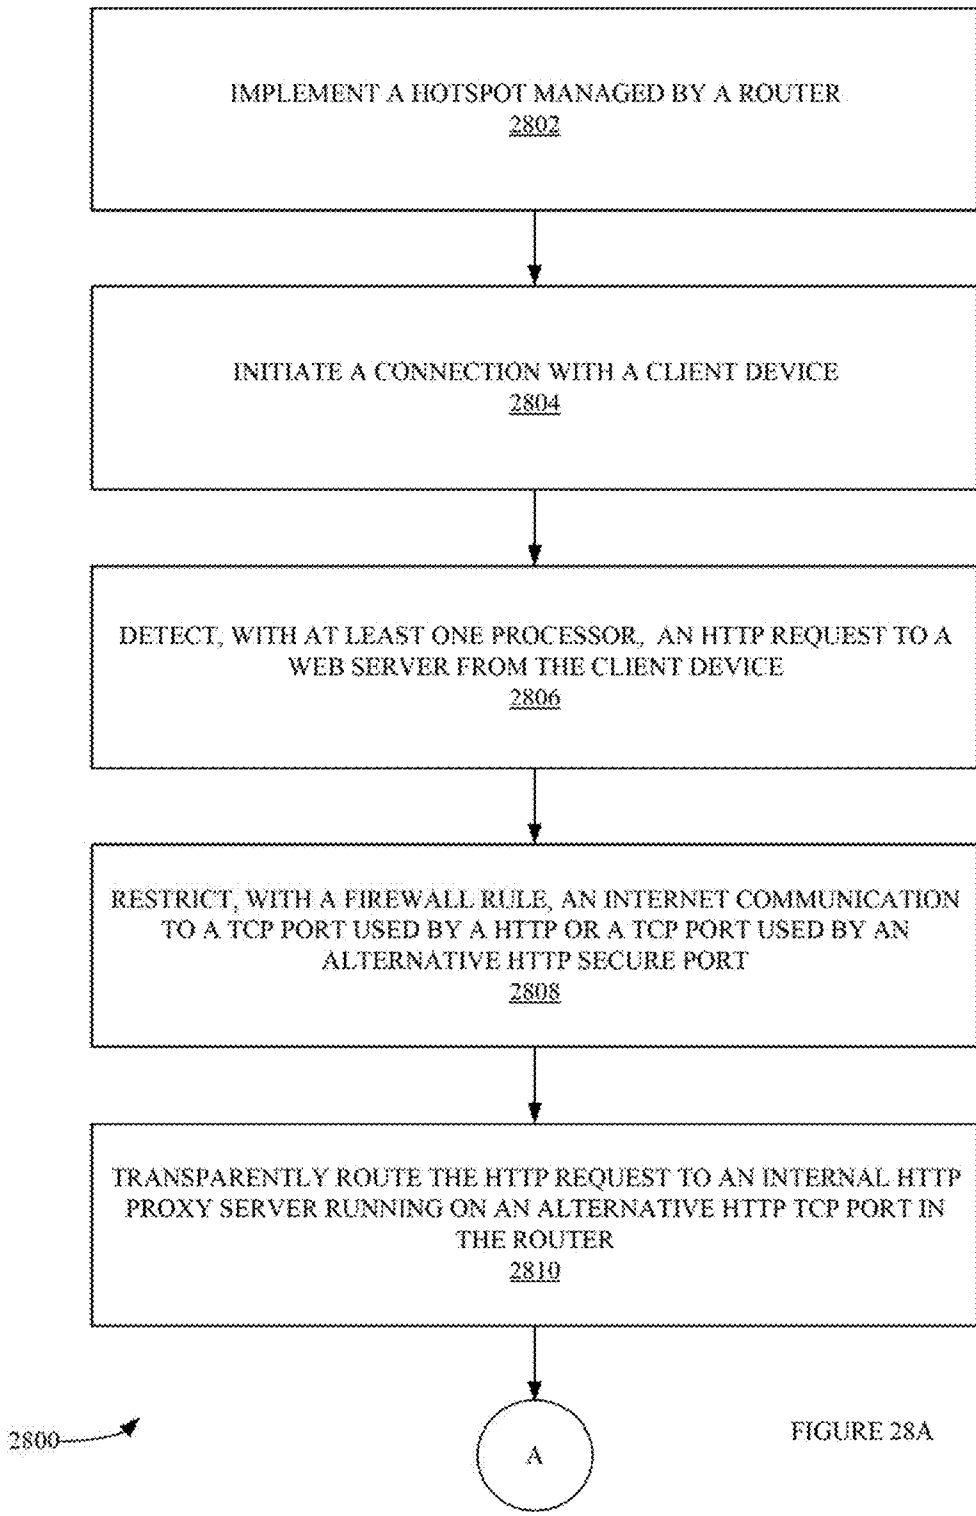 IMPLEMENT A HOTSPOT MANAGED BY A ROUTER
2802
INITIATE A CONNECTION WITH A CLIENT DEVICE
2804
DETECT, WITH AT LEAST ONE PROCESSOR, AN HTTP REQUEST TO A
WEB SERVER FROM THE CLIENT DEVICE
2806
RESTRICT, WITH A FIREWALL RULE, AN INTERNET COMMUNICATION
TO A TCP PORT USED BY A HTTP OR A TCP PORT USED BY AN
ALTERNATIVE HTTP SECURE PORT
2808
TRANSPARENTLY ROUTE THE HTTP REQUEST TO AN INTERNAL HTTP
PROXY SERVER RUNNING ON AN ALTERNATIVE HTTP TCP PORT IN
THE ROUTER
2810
2800
A
FIGURE 28A